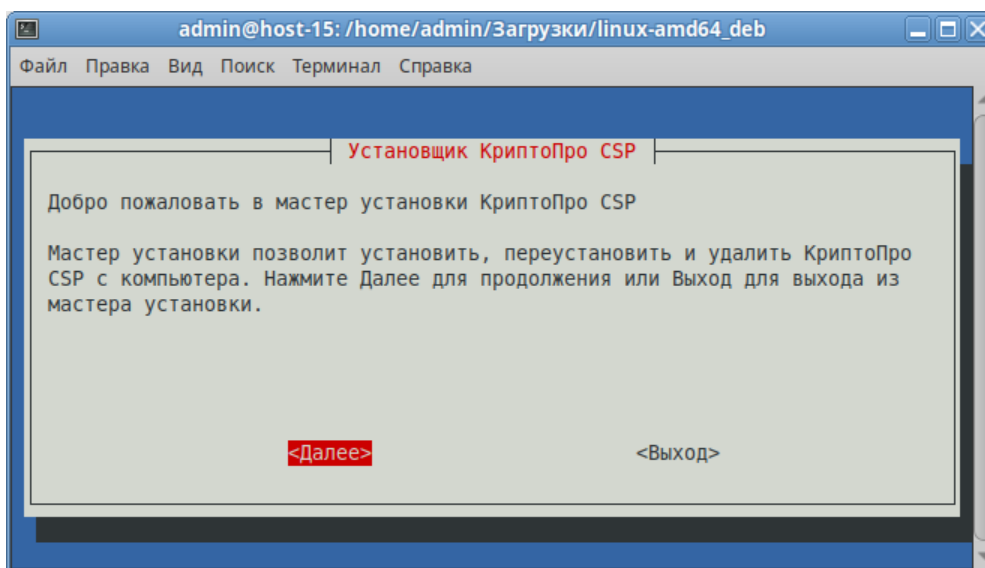 admin@host-15: /home/admin/Загрузки/linux-amd64_deb
Файл Правка Вид Поиск Терминал Справка
Установщик КриптоПро CSP
Добро пожаловать в мастер установки КриптоПро CSP
Мастер установки позволит установить, переустановить и удалить КриптоПро
CSP с компьютера. Нажмите Далее для продолжения или Выход для выхода из
мастера установки.
<Далее> <Выход>